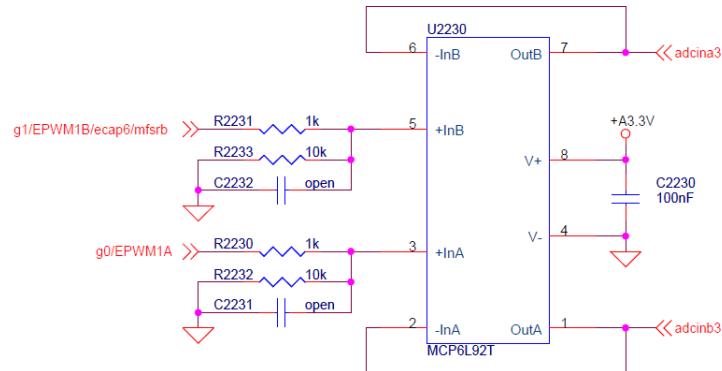 U2230
6 -InB OutB 7 adcina3
g1/EPWM1B/ecap6/mfsrb R2231 1k 5 +InB
+A3.3V
R2233 10k
V+ 8
C2232 open
C2230
100nF
R2230 1k 3 +InA V- 4
g0/EPWM1A
R2232 10k
C2231 open
2 -InA OutA 1 adcinb3
MCP6L92T